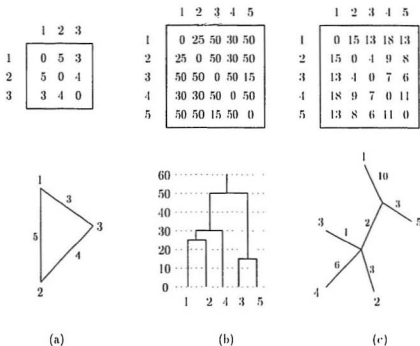 1 2 3
1 0 5 3
2 5 0 4
3 3 4 0
1 2 3 4 5
1 0 25 50 30 50
2 25 0 50 30 50
3 50 50 0 50 15
4 30 30 50 0 50
5 50 50 15 50 0
1 2 3 4 5
1 0 15 13 18 13
2 15 0 4 9 8
3 13 4 0 7 6
4 18 9 7 0 11
5 13 8 6 11 0
1
3
3
5
4
2
60
50
40
30
20
10
0
1 2 4 3 5
1
10
3
5
2
3
1
6
3
4
2
(a)
(b)
(c)